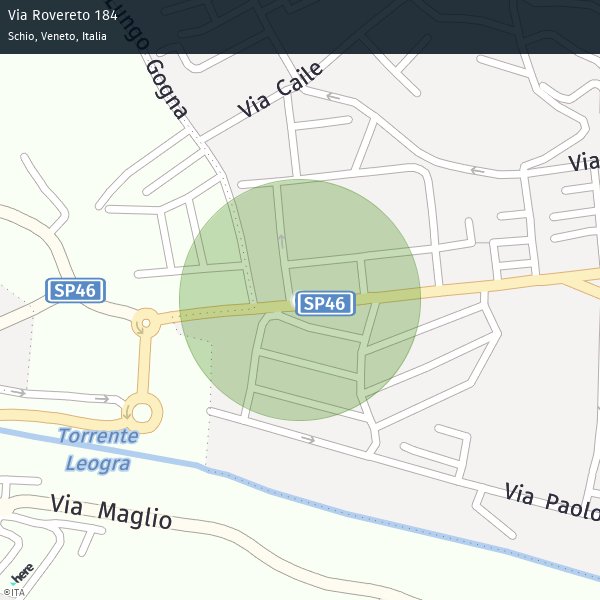 Via Rovereto 184
Schio, Veneto, Italia
Lungo Gogna
Via Caile
Via
SP46
SP46
Torrente
Leogra
Via Maglio
Via Paolo
here
©ITA